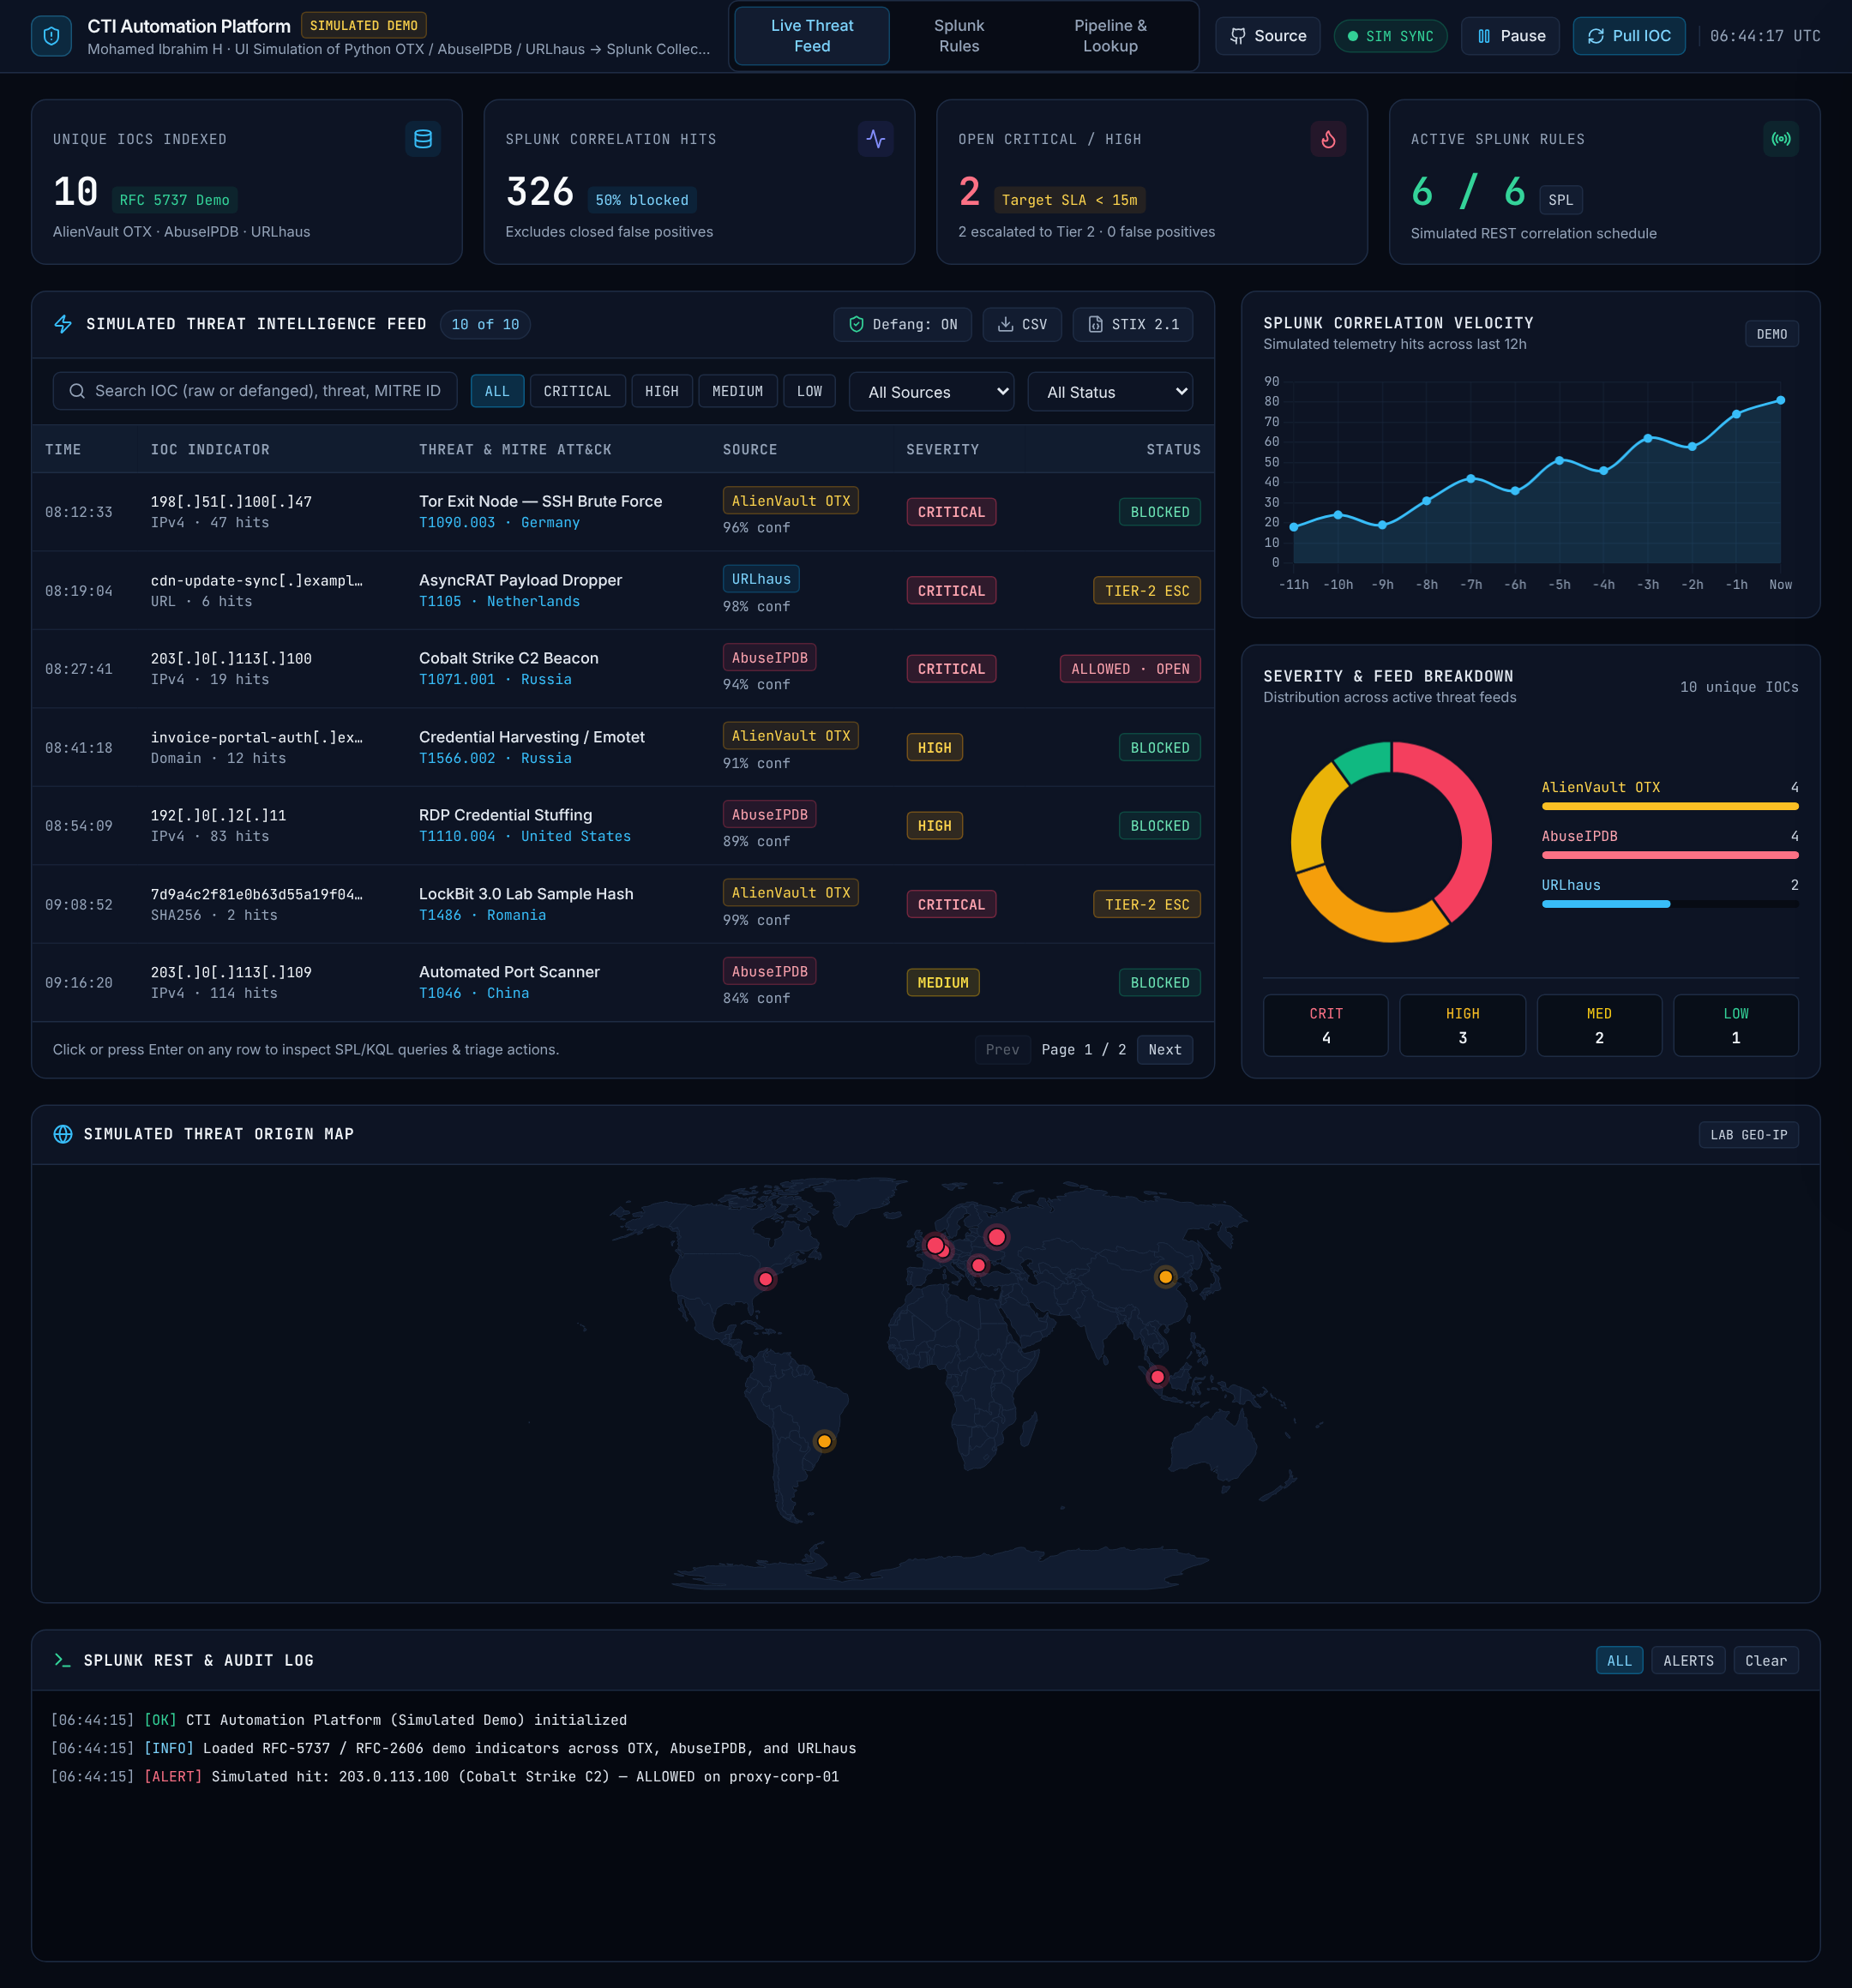 CTI Automation Platform SIMULATED DEMO
Mohamed Ibrahim H · UI Simulation of Python OTX / AbuseIPDB / URLhaus → Splunk Collec...
Live Threat Feed
Splunk Rules
Pipeline & Lookup
Source
SIM SYNC
Pause
Pull IOC
06:44:17 UTC
UNIQUE IOCS INDEXED
10 RFC 5737 Demo
AlienVault OTX · AbuseIPDB · URLhaus
SPLUNK CORRELATION HITS
326 50% blocked
Excludes closed false positives
OPEN CRITICAL / HIGH
2 Target SLA < 15m
2 escalated to Tier 2 · 0 false positives
ACTIVE SPLUNK RULES
6 / 6 SPL
Simulated REST correlation schedule
SIMULATED THREAT INTELLIGENCE FEED 10 of 10
Defang: ON CSV STIX 2.1
Search IOC (raw or defanged), threat, MITRE ID
ALL CRITICAL HIGH MEDIUM LOW All Sources All Status
TIME IOC INDICATOR THREAT & MITRE ATT&CK SOURCE SEVERITY STATUS
08:12:33 198[.]51[.]100[.]47 Tor Exit Node — SSH Brute Force AlienVault OTX CRITICAL BLOCKED
IPv4 · 47 hits T1090.003 · Germany 96% conf
08:19:04 cdn-update-sync[.]exampl… AsyncRAT Payload Dropper URLhaus CRITICAL TIER-2 ESC
URL · 6 hits T1105 · Netherlands 98% conf
08:27:41 203[.]0[.]113[.]100 Cobalt Strike C2 Beacon AbuseIPDB CRITICAL ALLOWED · OPEN
IPv4 · 19 hits T1071.001 · Russia 94% conf
08:41:18 invoice-portal-auth[.]ex… Credential Harvesting / Emotet AlienVault OTX HIGH BLOCKED
Domain · 12 hits T1566.002 · Russia 91% conf
08:54:09 192[.]0[.]2[.]11 RDP Credential Stuffing AbuseIPDB HIGH BLOCKED
IPv4 · 83 hits T1110.004 · United States 89% conf
09:08:52 7d9a4c2f81e0b63d55a19f04… LockBit 3.0 Lab Sample Hash AlienVault OTX CRITICAL TIER-2 ESC
SHA256 · 2 hits T1486 · Romania 99% conf
09:16:20 203[.]0[.]113[.]109 Automated Port Scanner AbuseIPDB MEDIUM BLOCKED
IPv4 · 114 hits T1046 · China 84% conf
Click or press Enter on any row to inspect SPL/KQL queries & triage actions.
Prev Page 1 / 2 Next
SPLUNK CORRELATION VELOCITY
Simulated telemetry hits across last 12h
DEMO
90
80
70
60
50
40
30
20
10
0
-11h -10h -9h -8h -7h -6h -5h -4h -3h -2h -1h Now
SEVERITY & FEED BREAKDOWN
Distribution across active threat feeds
10 unique IOCs
AlienVault OTX 4
AbuseIPDB 4
URLhaus 2
CRIT HIGH MED LOW
4 3 2 1
SIMULATED THREAT ORIGIN MAP
LAB GEO-IP
SPLUNK REST & AUDIT LOG
ALL ALERTS Clear
[06:44:15] [OK] CTI Automation Platform (Simulated Demo) initialized
[06:44:15] [INFO] Loaded RFC-5737 / RFC-2606 demo indicators across OTX, AbuseIPDB, and URLhaus
[06:44:15] [ALERT] Simulated hit: 203.0.113.100 (Cobalt Strike C2) — ALLOWED on proxy-corp-01